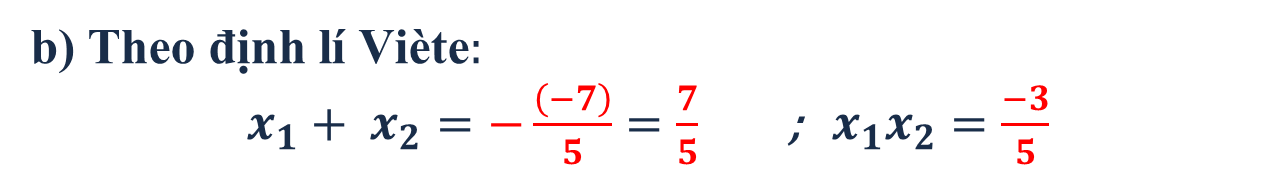 b) Theo định lí Viète:
x₁ + x₂ = −(−7)/5 = 7/5 ; x₁x₂ = −3/5